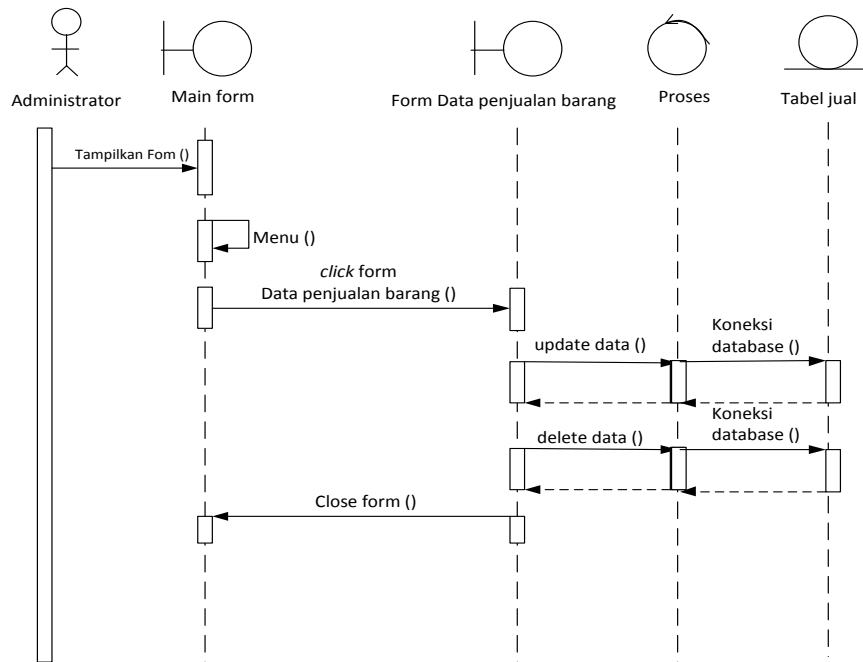 Administrator
Main form
Form Data penjualan barang
Proses
Tabel jual
Tampilkan Fom ()
Menu ()
click form
Data penjualan barang ()
update data ()
Koneksi
database ()
delete data ()
Koneksi
database ()
Close form ()